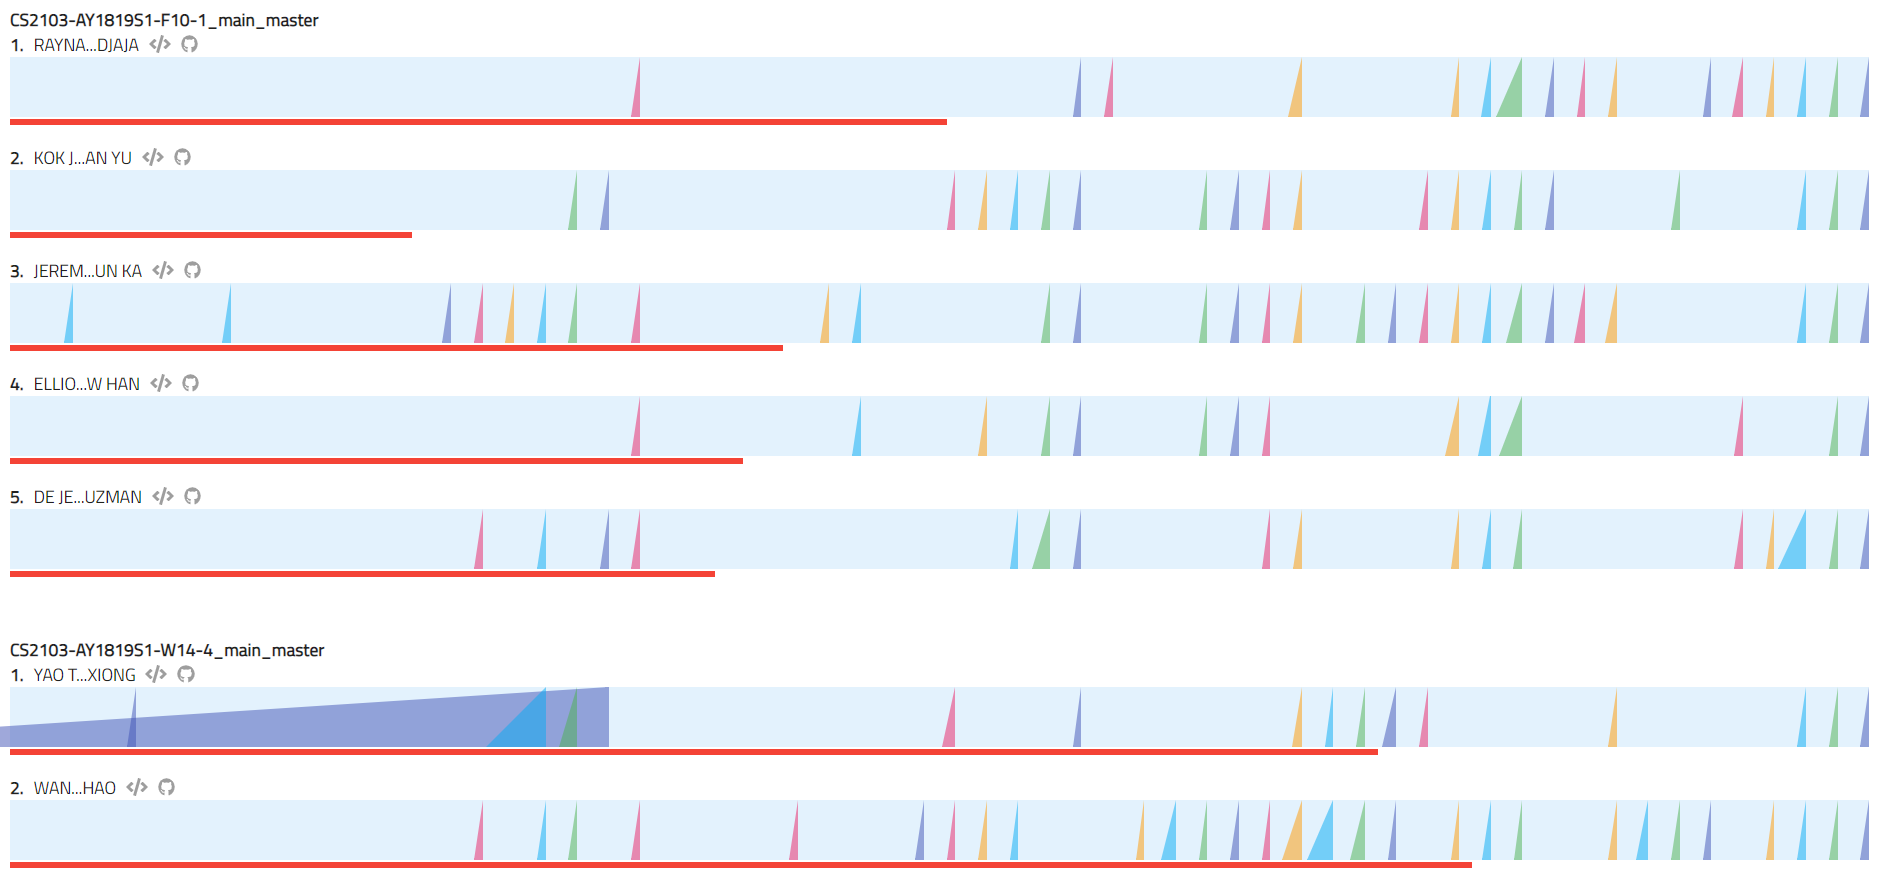 CS2103-AY1819S1-F10-1_main_master
1. RAYNA...DJAJA </>
2. KOK J...AN YU </>
3. JEREM...UN KA </>
4. ELLIO...W HAN </>
5. DE JE...UZMAN </>
CS2103-AY1819S1-W14-4_main_master
1. YAO T...XIONG </>
2. WAN...HAO </>